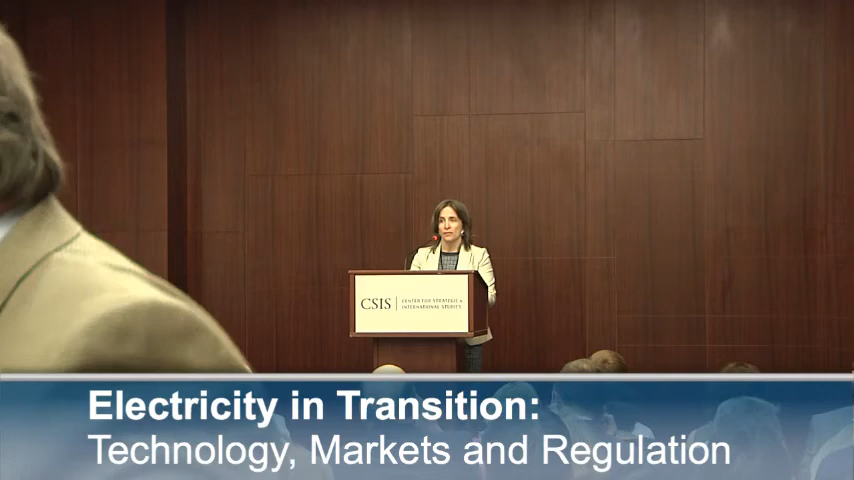 CSIS
CENTER FOR STRATEGIC &
INTERNATIONAL STUDIES
Electricity in Transition:
Technology, Markets and Regulation